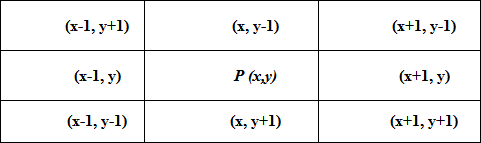 (x-1, y+1) (x, y-1) (x+1, y-1)
(x-1, y) P (x,y) (x+1, y)
(x-1, y-1) (x, y+1) (x+1, y+1)